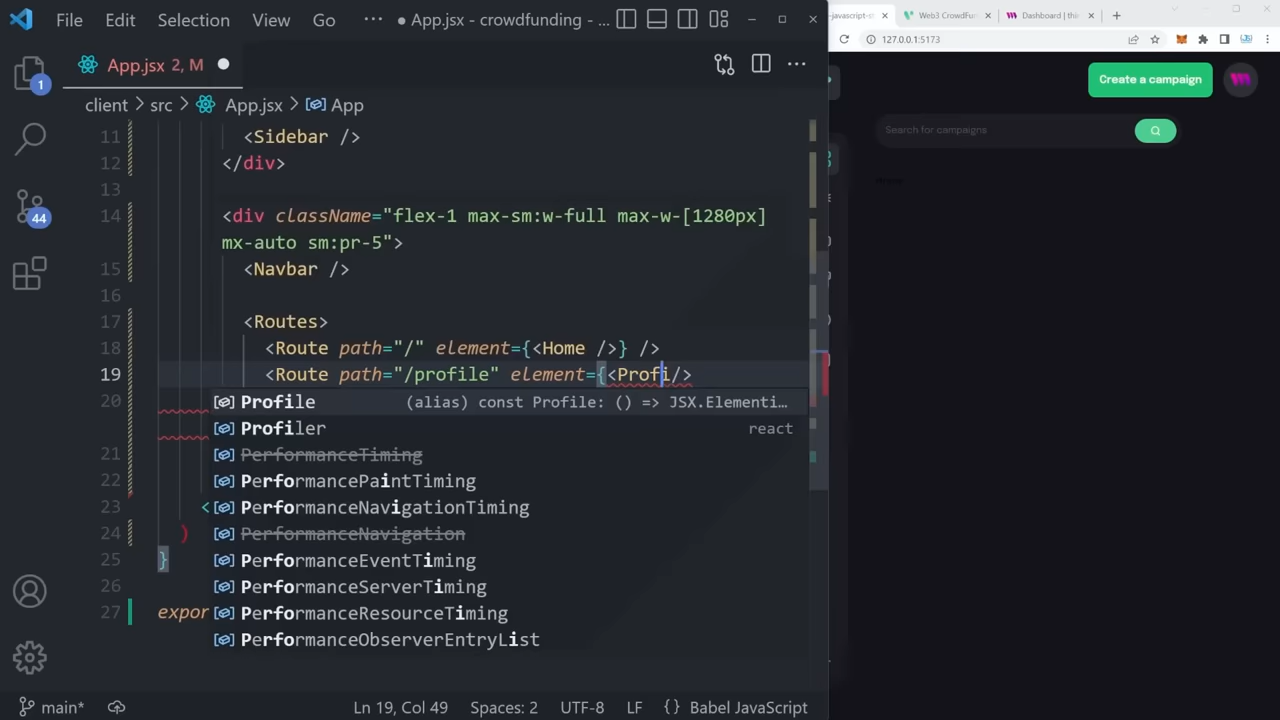 File Edit Selection View Go ··· ● App.jsx - crowdfunding - ...
App.jsx 2, M
client > src > App.jsx > App
11 <Sidebar />
12 </div>
13
14 <div className="flex-1 max-sm:w-full max-w-[1280px]
mx-auto sm:pr-5">
15 <Navbar />
16
17 <Routes>
18 <Route path="/" element={<Home />} />
19 <Route path="/profile" element={<Profi/>
20 Profile (alias) const Profile: () => JSX.Elementi…
Profiler react
21 PerformanceTiming
22 PerformancePaintTiming
23 < PerformanceNavigationTiming
24 ) PerformanceNavigation
25 } PerformanceEventTiming
26 PerformanceServerTiming
27 expor PerformanceResourceTiming
PerformanceObserverEntryList
1
44
main* Ln 19, Col 49 Spaces: 2 UTF-8 LF {} Babel JavaScript
-javascript-st Web3 CrowdFun Dashboard | thi
127.0.0.1:5173
Create a campaign
Search for campaigns